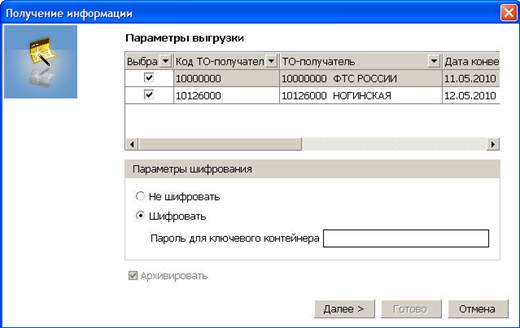 Получение информации
Параметры выгрузки
Выбра Код ТО-получател ТО-получатель Дата конве
10000000 10000000 ФТС РОССИИ 11.05.2010
10126000 10126000 НОГИНСКАЯ 12.05.2010
Параметры шифрования
Не шифровать
Шифровать
Пароль для ключевого контейнера
Архивировать
Далее > Готово Отмена